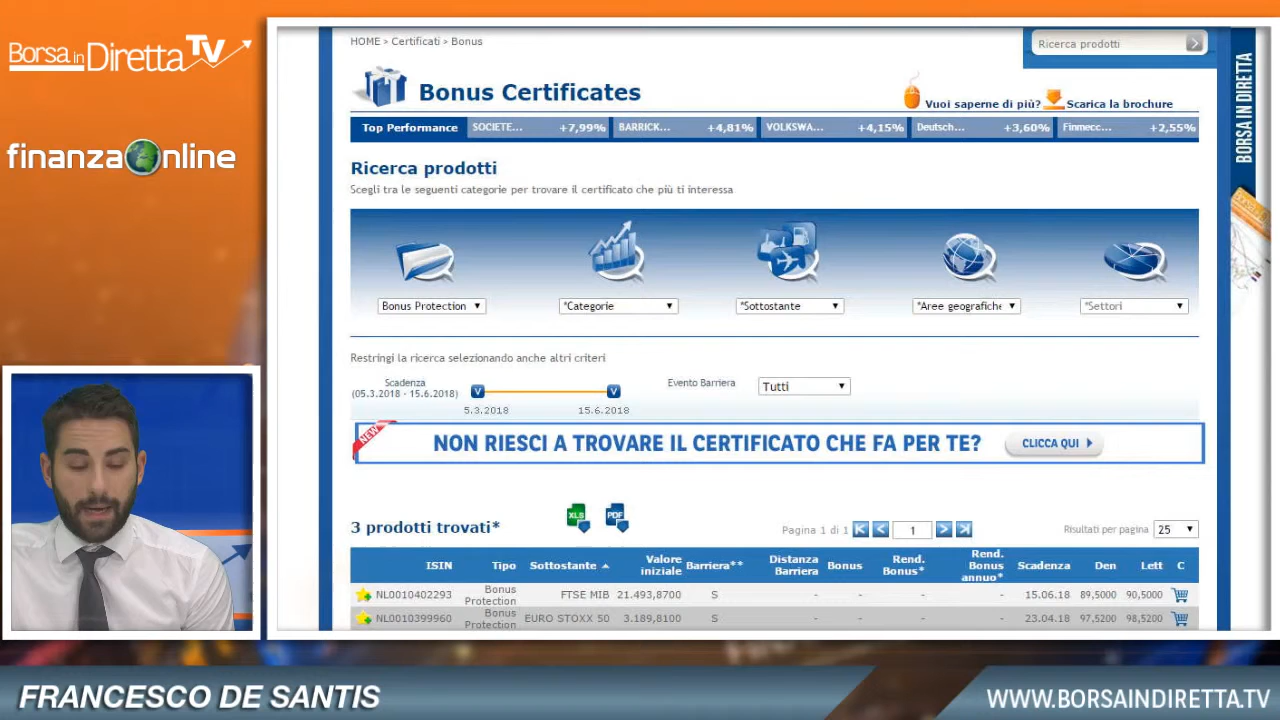 Borsa in Diretta TV
finanzaonline
HOME > Certificati > Bonus
Ricerca prodotti
Bonus Certificates
Vuoi saperne di più?
Scarica la brochure
Top Performance SOCIETE... +7,99% BARRICK... +4,81% VOLKSWA... +4,15% Deutsch... +3,60% Finmecc... +2,55%
Ricerca prodotti
Scegli tra le seguenti categorie per trovare il certificato che più ti interessa
Bonus Protection *Categorie *Sottostante *Aree geografiche *Settori
Restringi la ricerca selezionando anche altri criteri
Scadenza
(05.3.2018 - 15.6.2018)
5.3.2018 15.6.2018
Evento Barriera Tutti
NEW
NON RIESCI A TROVARE IL CERTIFICATO CHE FA PER TE? CLICCA QUI
3 prodotti trovati*
XLS PDF
Pagina 1 di 1 1
Risultati per pagina 25
ISIN Tipo Sottostante Valore iniziale Barriera** Distanza Barriera Bonus Rend. Bonus* Rend. Bonus annuo* Scadenza Den Lett C
NL0010402293 Bonus Protection FTSE MIB 21.493,8700 S - - - - 15.06.18 89,5000 90,5000
NL0010399960 Bonus Protection EURO STOXX 50 3.189,8100 S - - - - 23.04.18 97,5200 98,5200
BORSA IN DIRETTA
FRANCESCO DE SANTIS
WWW.BORSAINDIRETTA.TV